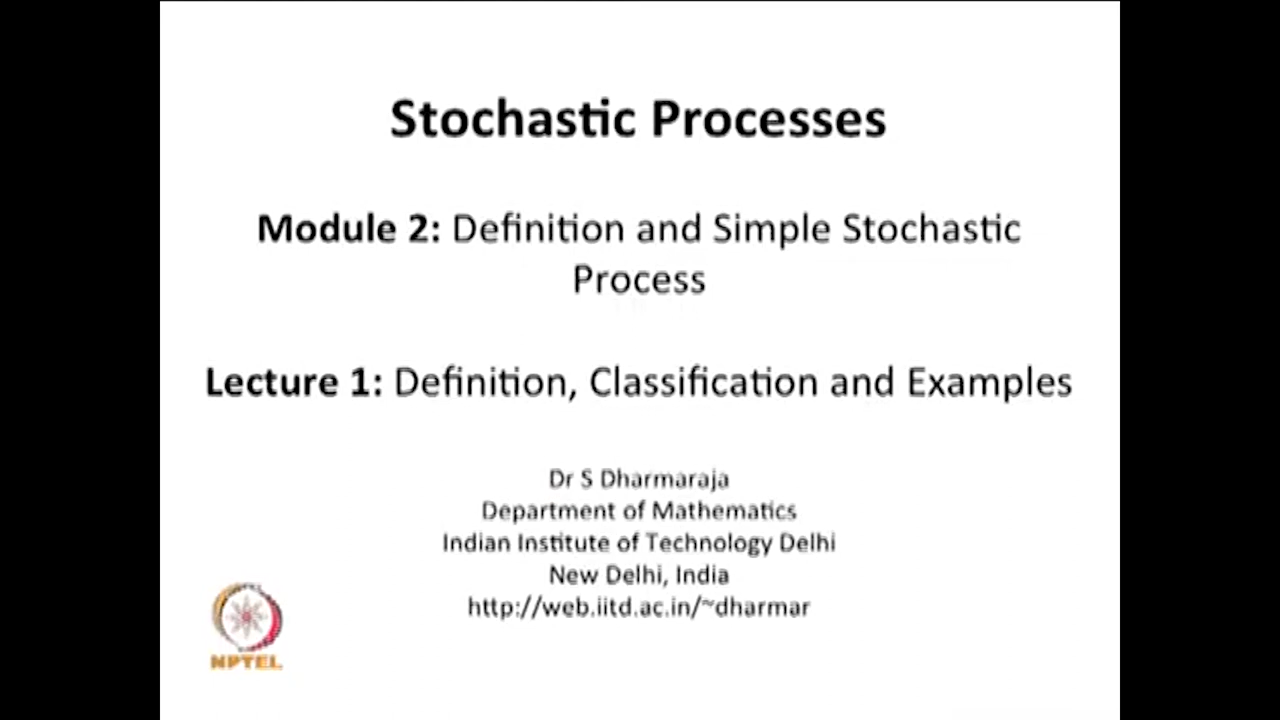 Stochastic Processes
Module 2: Definition and Simple Stochastic
Process
Lecture 1: Definition, Classification and Examples
Dr S Dharmaraja
Department of Mathematics
Indian Institute of Technology Delhi
New Delhi, India
http://web.iitd.ac.in/~dharmar
NPTEL